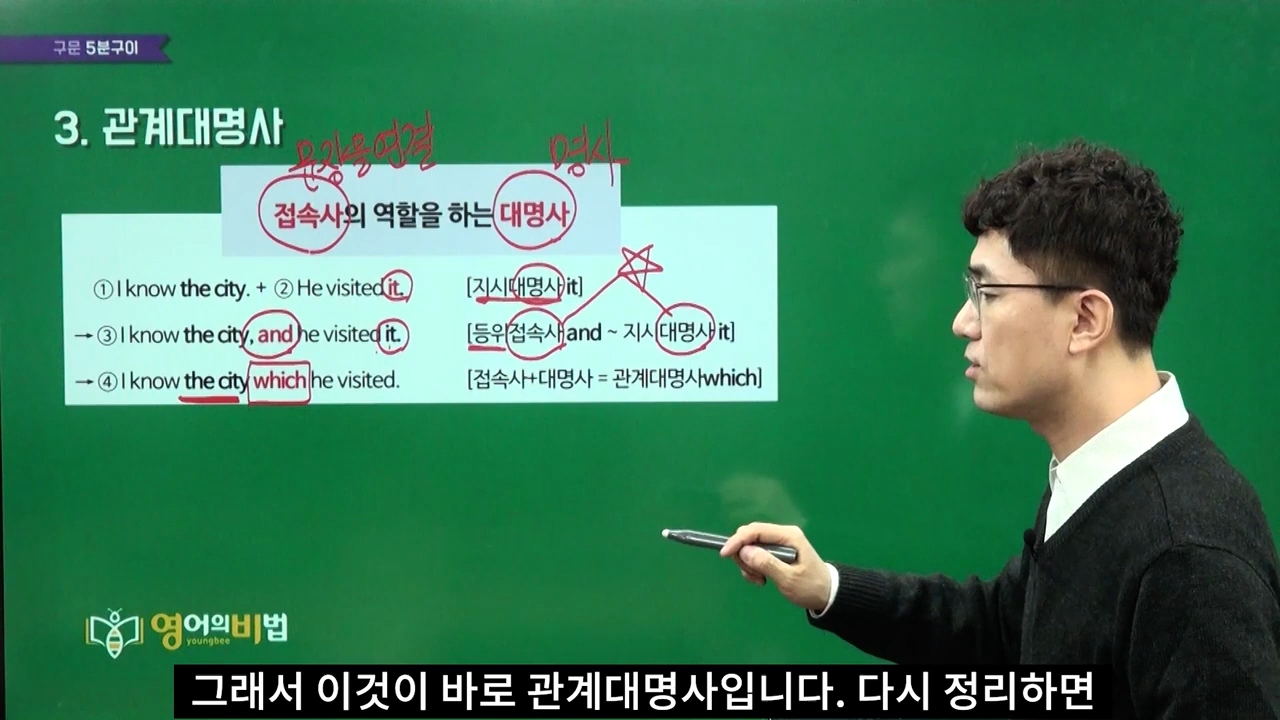 구문 5분구이
3. 관계대명사
문장을 연결 명사
접속사의 역할을 하는 대명사
① I know the city. + ② He visited it. [지시대명사 it]
→ ③ I know the city, and he visited it. [등위접속사 and ~ 지시대명사 it]
→ ④ I know the city which he visited. [접속사+대명사 = 관계대명사which]
영어의비법
youngbee
그래서 이것이 바로 관계대명사입니다. 다시 정리하면